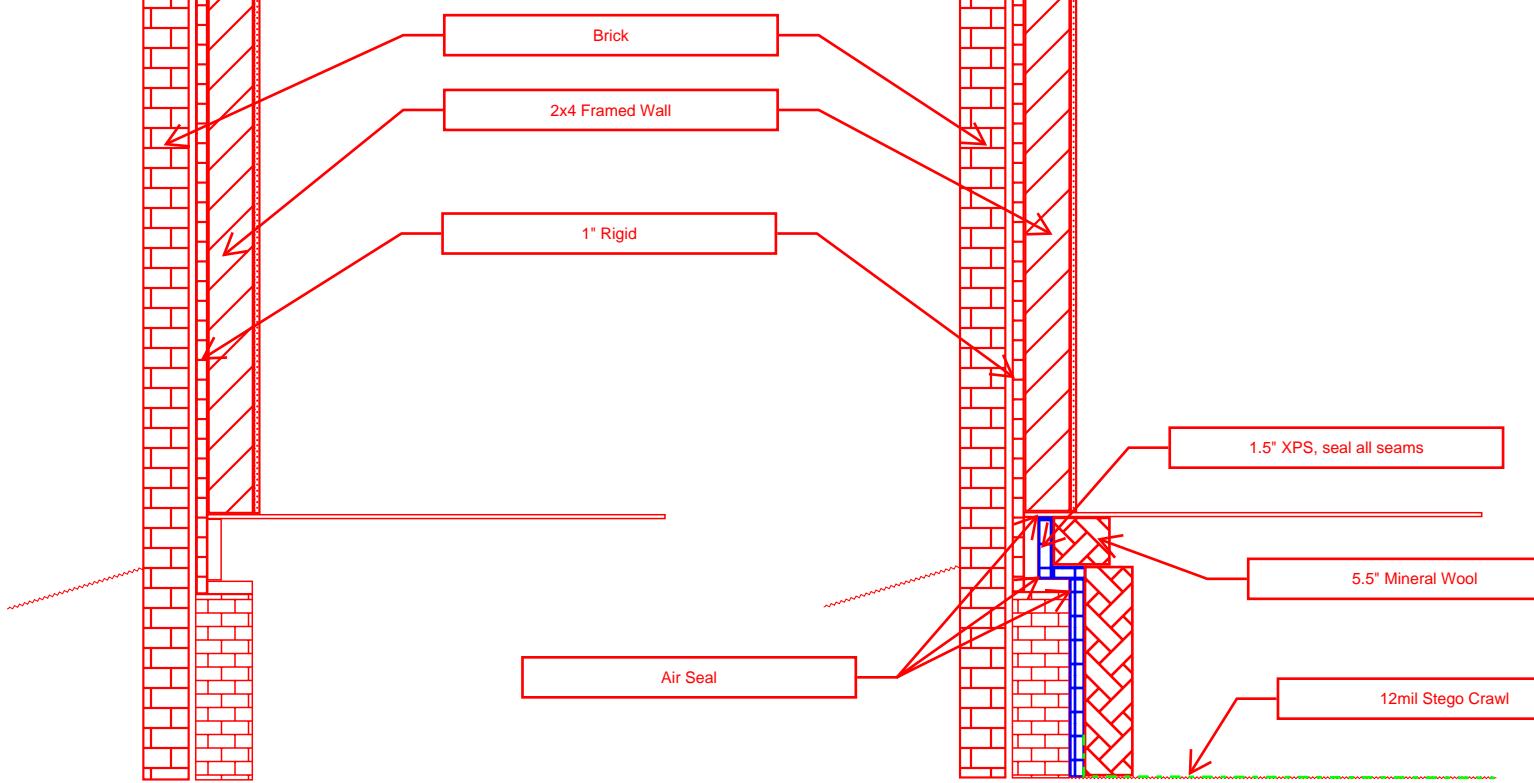 Brick
2x4 Framed Wall
1" Rigid
1.5" XPS, seal all seams
5.5" Mineral Wool
Air Seal
12mil Stego Crawl